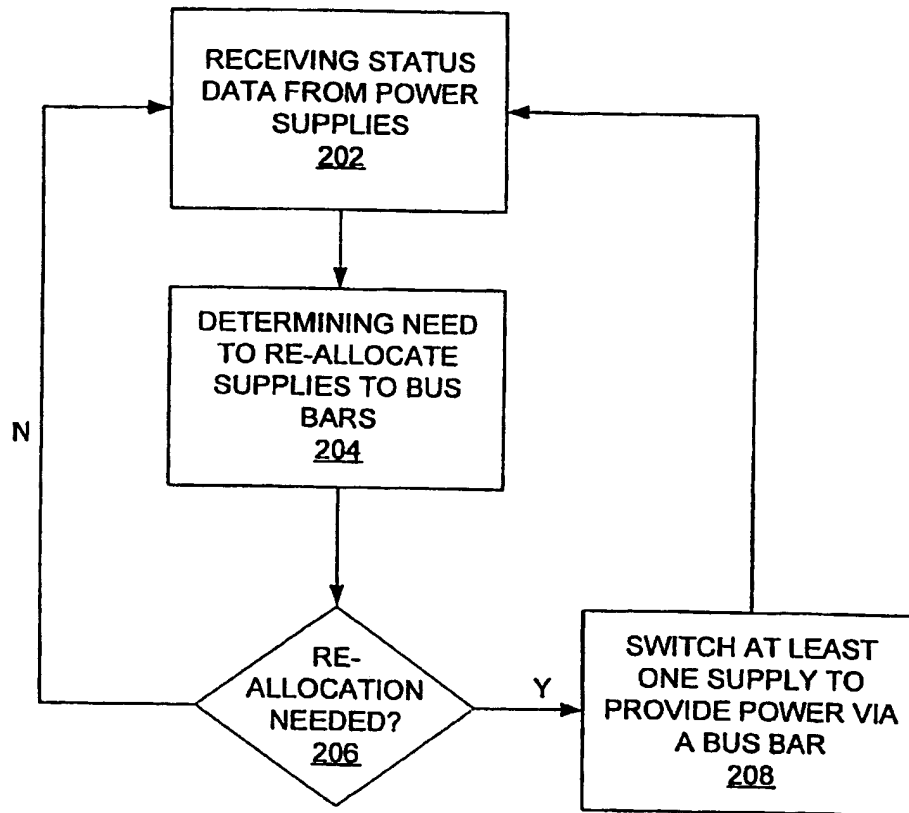 RECEIVING STATUS
DATA FROM POWER
SUPPLIES
202
DETERMINING NEED
TO RE-ALLOCATE
SUPPLIES TO BUS
BARS
204
N
RE-
ALLOCATION
NEEDED?
206
Y
SWITCH AT LEAST
ONE SUPPLY TO
PROVIDE POWER VIA
A BUS BAR
208